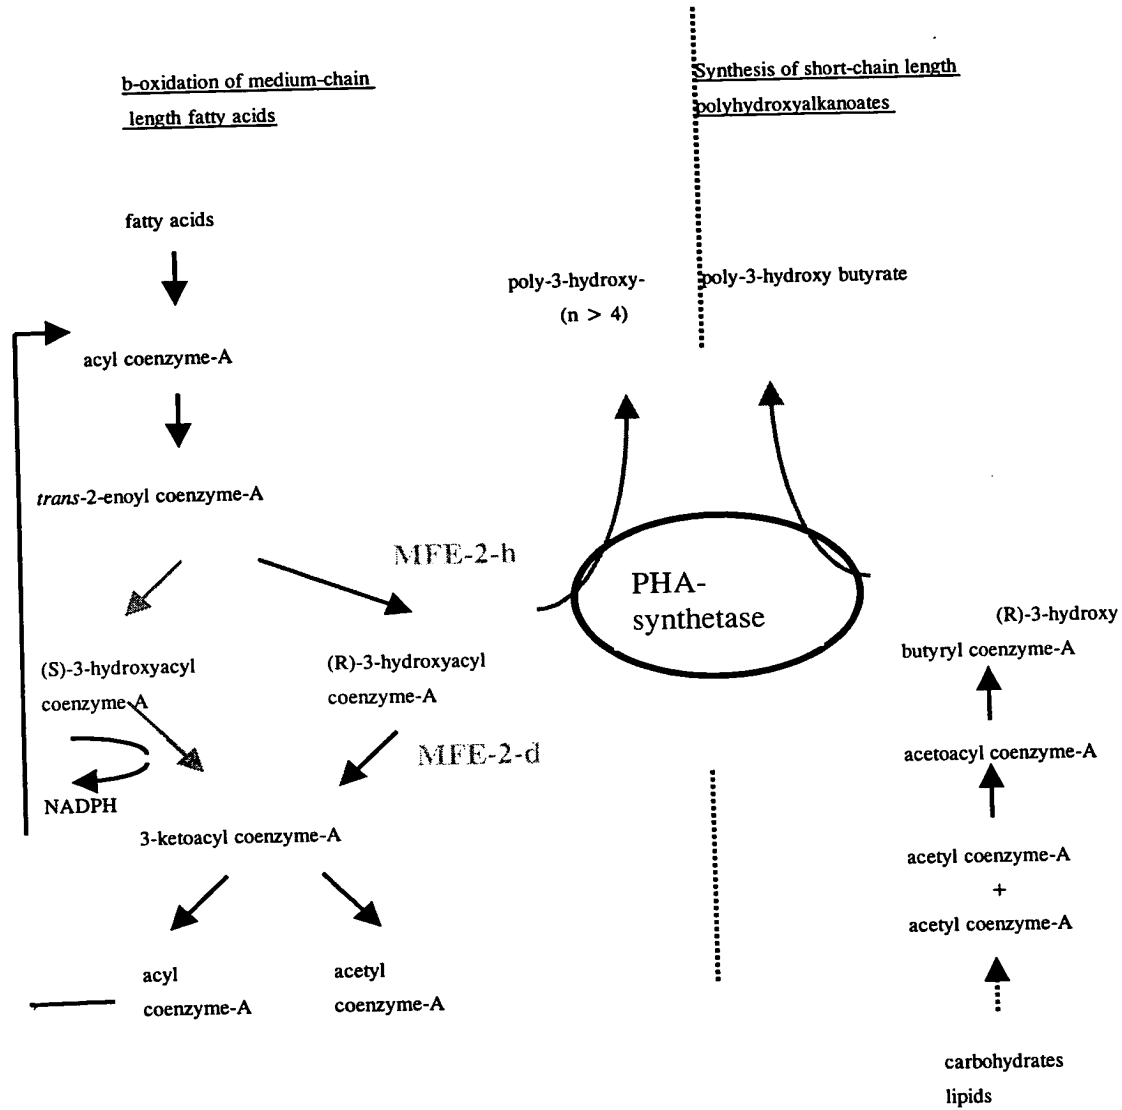 b-oxidation of medium-chain
length fatty acids
Synthesis of short-chain length
polyhydroxyalkanoates
fatty acids
poly-3-hydroxy-
(n > 4)
poly-3-hydroxy butyrate
acyl coenzyme-A
trans-2-enoyl coenzyme-A
MFE-2-h
PHA-
synthetase
(S)-3-hydroxyacyl
coenzyme-A
(R)-3-hydroxyacyl
coenzyme-A
(R)-3-hydroxy
butyryl coenzyme-A
MFE-2-d
NADPH
acetoacyl coenzyme-A
3-ketoacyl coenzyme-A
acetyl coenzyme-A
+
acetyl coenzyme-A
acyl
coenzyme-A
acetyl
coenzyme-A
carbohydrates
lipids